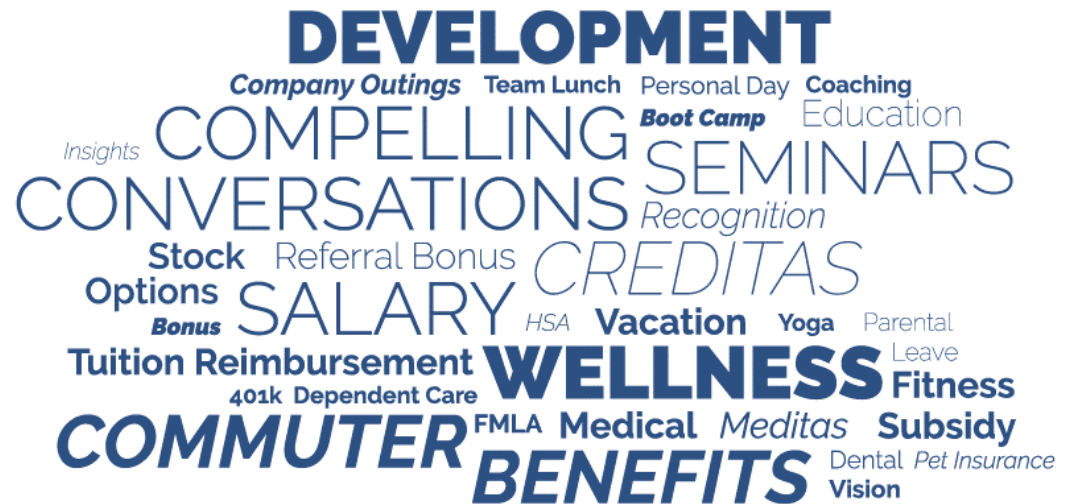 DEVELOPMENT
Company Outings Team Lunch Personal Day Coaching
COMPELLING Boot Camp Education
Insights SEMINARS
CONVERSATIONS Recognition
Stock Referral Bonus CREDITAS
Options SALARY
Bonus HSA Vacation Yoga Parental
Tuition Reimbursement WELLNESS Leave
401k Dependent Care Fitness
COMMUTER FMLA Medical Meditas Subsidy
BENEFITS Dental Pet Insurance
Vision